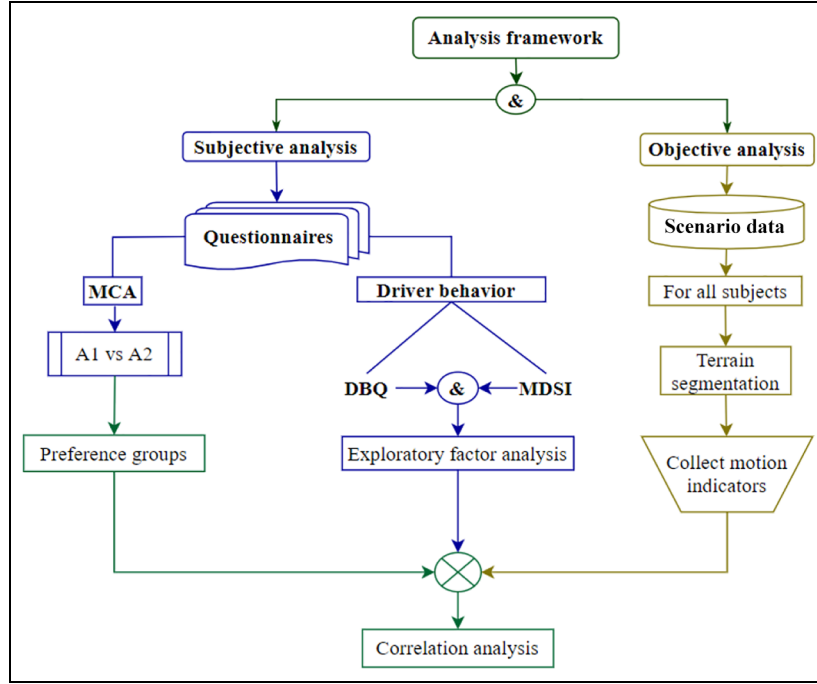 Analysis framework
&
Subjective analysis
Objective analysis
Questionnaires
Scenario data
MCA
Driver behavior
For all subjects
A1 vs A2
Terrain
segmentation
DBQ
&
MDSI
Preference groups
Exploratory factor analysis
Collect motion
indicators
Correlation analysis